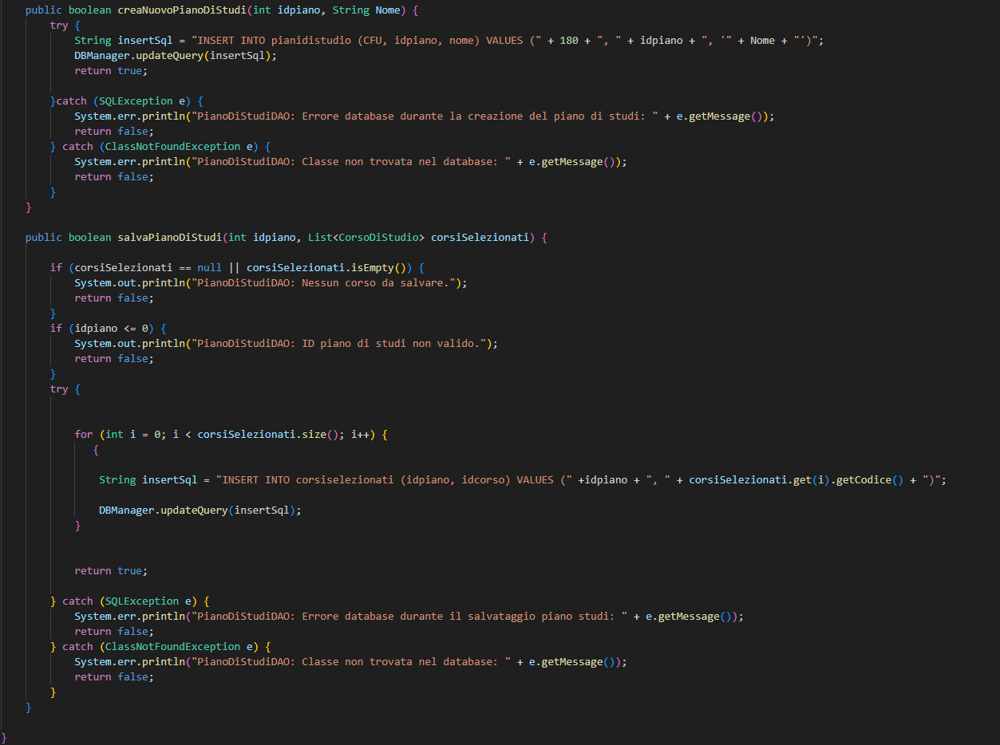 public boolean creaNuovoPianoDiStudi(int idpiano, String Nome) {
try {
String insertSql = "INSERT INTO pianidistudio (CFU, idpiano, nome) VALUES (" + 180 + ", " + idpiano + ", '" + Nome + "')";
DBManager.updateQuery(insertSql);
return true;
}catch (SQLException e) {
System.err.println("PianoDiStudiDAO: Errore database durante la creazione del piano di studi: " + e.getMessage());
return false;
} catch (ClassNotFoundException e) {
System.err.println("PianoDiStudiDAO: Classe non trovata nel database: " + e.getMessage());
return false;
}
}
public boolean salvaPianoDiStudi(int idpiano, List<CorsoDiStudio> corsiSelezionati) {
if (corsiSelezionati == null || corsiSelezionati.isEmpty()) {
System.out.println("PianoDiStudiDAO: Nessun corso da salvare.");
return false;
}
if (idpiano <= 0) {
System.out.println("PianoDiStudiDAO: ID piano di studi non valido.");
return false;
}
try {
for (int i = 0; i < corsiSelezionati.size(); i++) {
{
String insertSql = "INSERT INTO corsiselezionati (idpiano, idcorso) VALUES (" +idpiano + ", " + corsiSelezionati.get(i).getCodice() + ")";
DBManager.updateQuery(insertSql);
}
return true;
} catch (SQLException e) {
System.err.println("PianoDiStudiDAO: Errore database durante il salvataggio piano studi: " + e.getMessage());
return false;
} catch (ClassNotFoundException e) {
System.err.println("PianoDiStudiDAO: Classe non trovata nel database: " + e.getMessage());
return false;
}
}
}